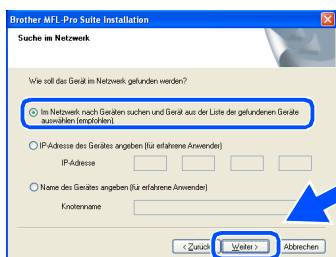 Brother MFL-Pro Suite Installation
Suche im Netzwerk
Wie soll das Gerät im Netzwerk gefunden werden?
Im Netzwerk nach Geräten suchen und Gerät aus der Liste der gefundenen Geräte
auswählen (empfohlen).
IP-Adresse des Gerätes angeben (für erfahrene Anwender)
IP-Adresse
Name des Gerätes angeben (für erfahrene Anwender)
Knotenname
< Zurück Weiter > Abbrechen